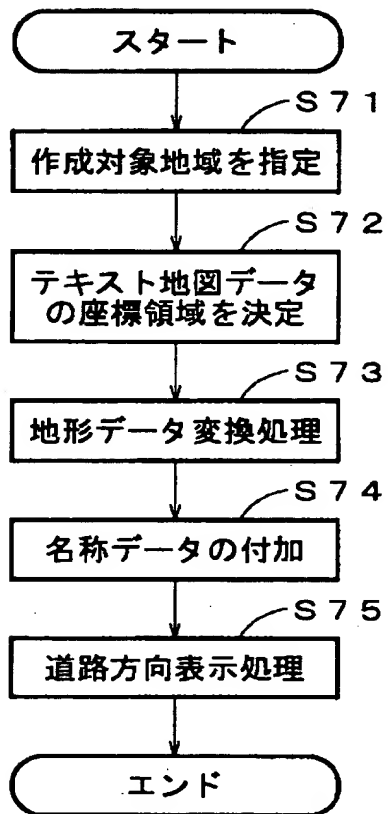 スタート
S71
作成対象地域を指定
S72
テキスト地図データ
の座標領域を決定
S73
地形データ変換処理
S74
名称データの付加
S75
道路方向表示処理
エンド